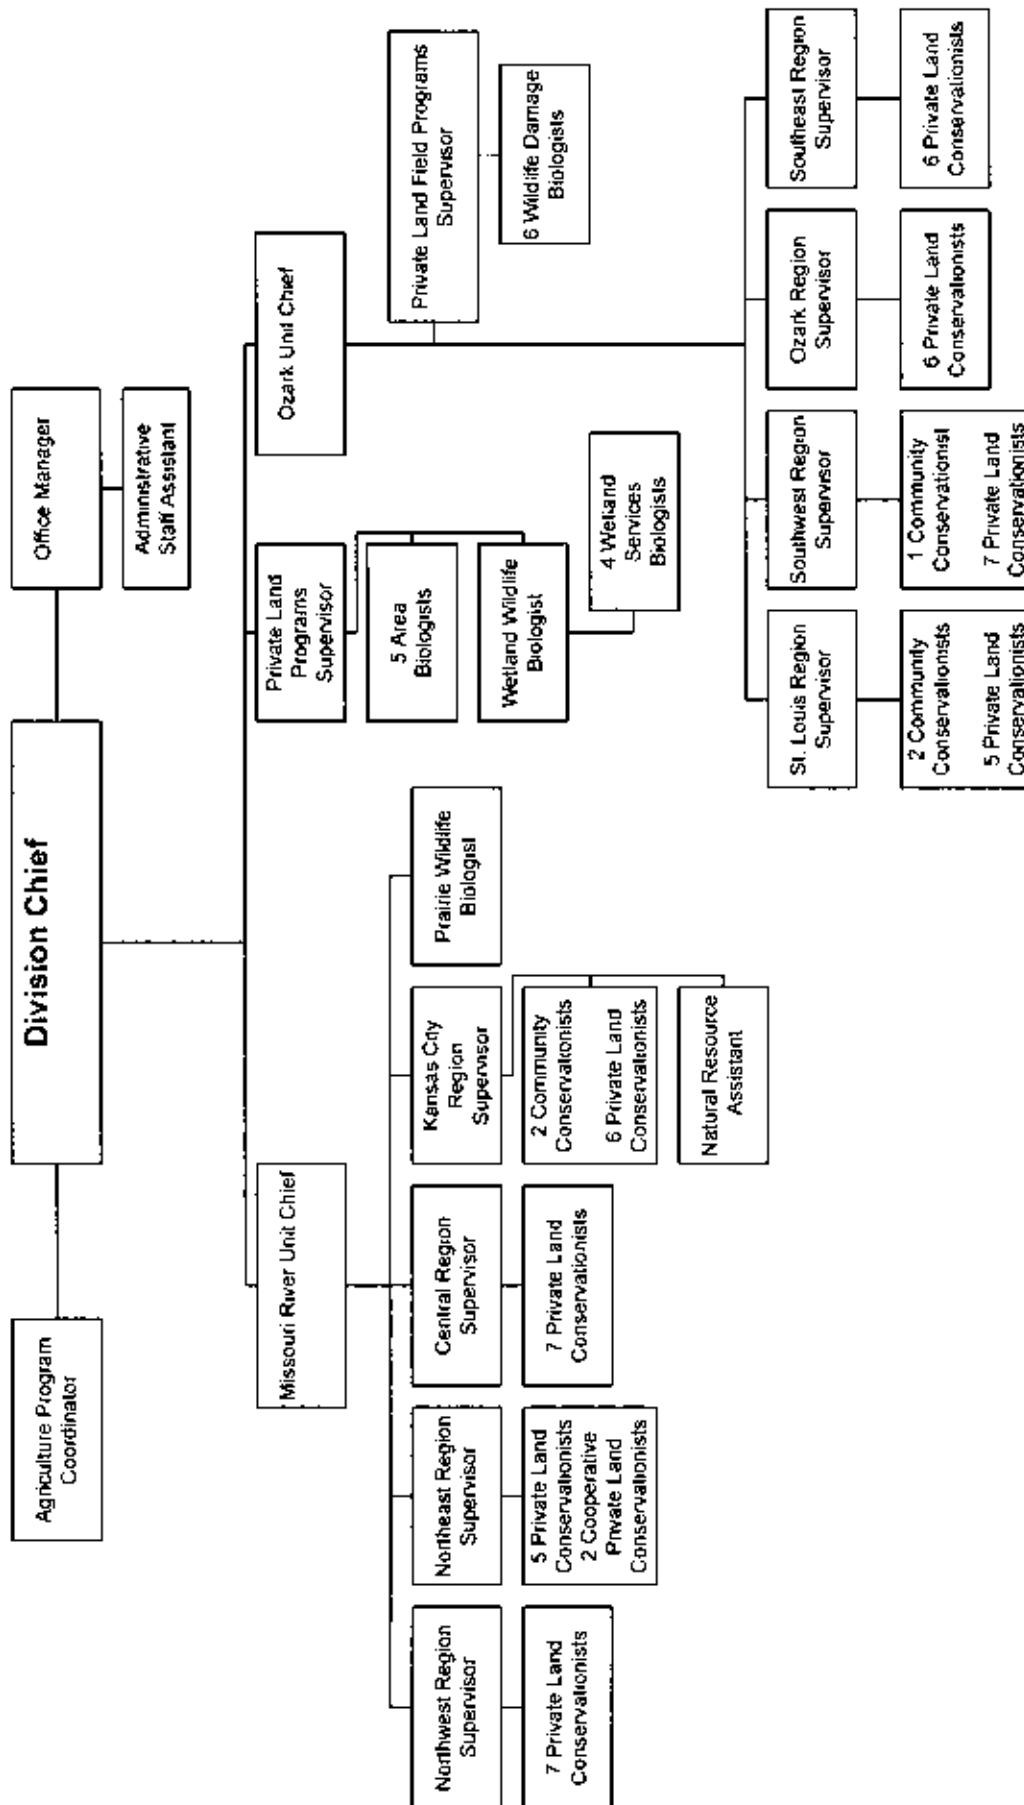 Division Chief
Agriculture Program
Coordinator
Office Manager
Administrative
Staff Assistant
Missouri River Unit Chief
Private Land
Programs
Supervisor
Ozark Unit Chief
5 Area
Biologists
Wetland Wildlife
Biologist
4 Wetland
Services
Biologists
Private Land Field Programs
Supervisor
6 Wildlife Damage
Biologists
Northwest Region
Supervisor
7 Private Land
Conservationists
Northeast Region
Supervisor
5 Private Land
Conservationists
2 Cooperative
Private Land
Conservationists
Central Region
Supervisor
7 Private Land
Conservationists
Kansas City
Region
Supervisor
2 Community
Conservationists
6 Private Land
Conservationists
Natural Resource
Assistant
Prairie Wildlife
Biologist
St. Louis Region
Supervisor
2 Community
Conservationists
5 Private Land
Conservationists
Southwest Region
Supervisor
1 Community
Conservationist
7 Private Land
Conservationists
Ozark Region
Supervisor
6 Private Land
Conservationists
Southeast Region
Supervisor
6 Private Land
Conservationists